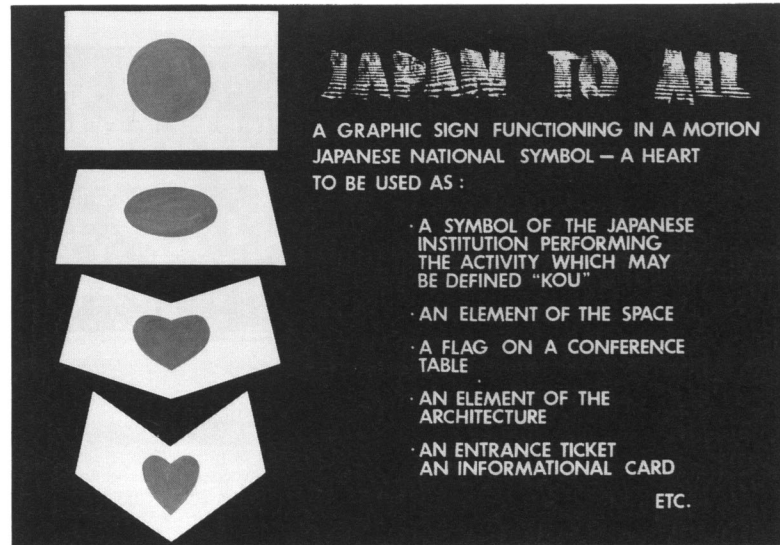 JAPAN TO ALL
A GRAPHIC SIGN FUNCTIONING IN A MOTION
JAPANESE NATIONAL SYMBOL — A HEART
TO BE USED AS :
· A SYMBOL OF THE JAPANESE
INSTITUTION PERFORMING
THE ACTIVITY WHICH MAY
BE DEFINED "KOU"
· AN ELEMENT OF THE SPACE
· A FLAG ON A CONFERENCE
TABLE
· AN ELEMENT OF THE
ARCHITECTURE
· AN ENTRANCE TICKET
AN INFORMATIONAL CARD
ETC.